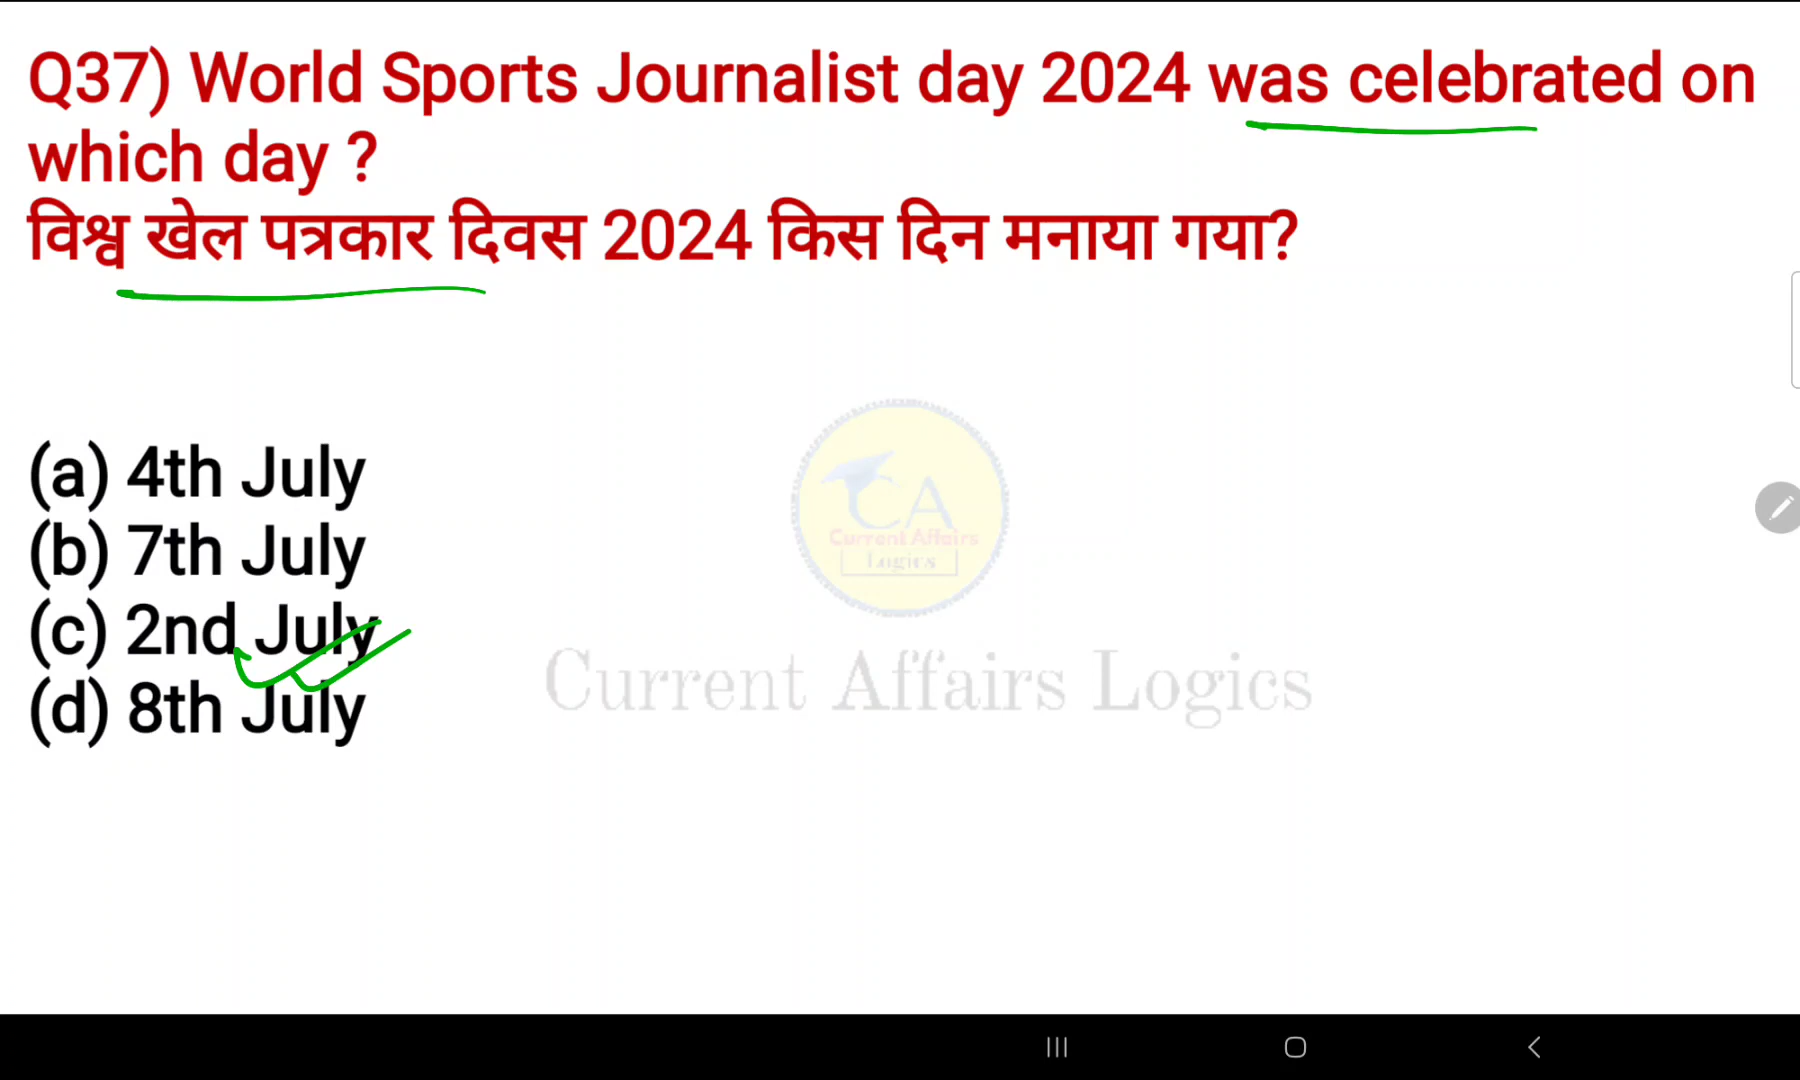 Q37) World Sports Journalist day 2024 was celebrated on
which day ?
विश्व खेल पत्रकार दिवस 2024 किस दिन मनाया गया?
(a) 4th July
(b) 7th July
(c) 2nd July
(d) 8th July
CA
Current Affairs
Logics
Current Affairs Logics